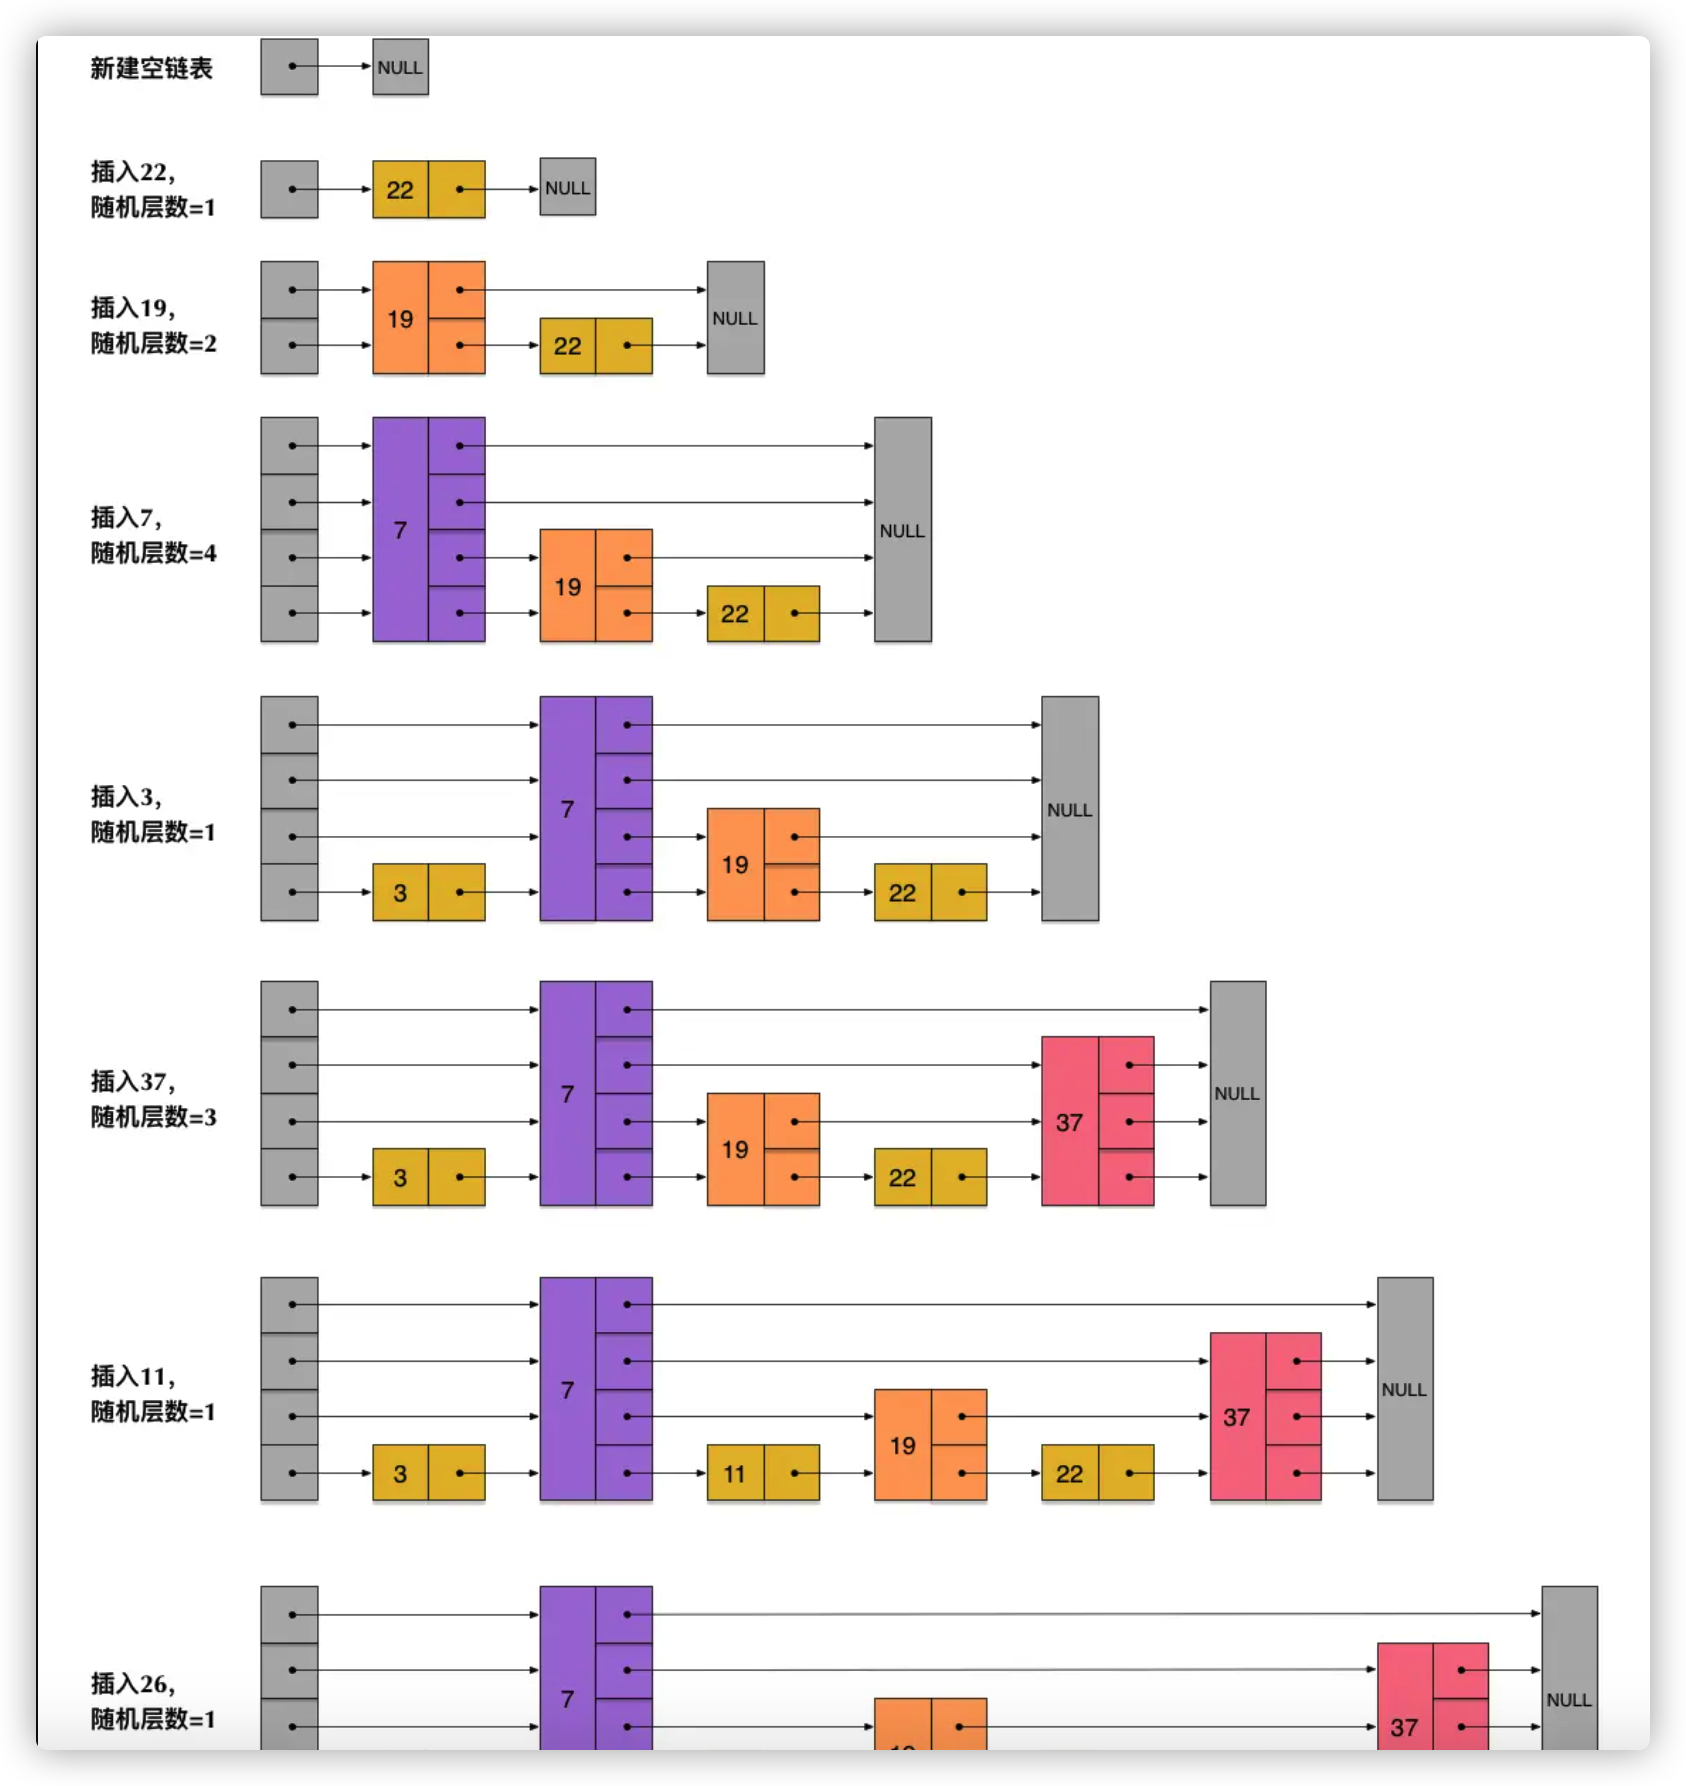 新建空链表
NULL
插入22,
随机层数=1
22
NULL
插入19,
随机层数=2
19
22
NULL
插入7,
随机层数=4
7
19
22
NULL
插入3,
随机层数=1
3
7
19
22
NULL
插入37,
随机层数=3
3
7
19
22
37
NULL
插入11,
随机层数=1
3
7
11
19
22
37
NULL
插入26,
随机层数=1
7
37
NULL